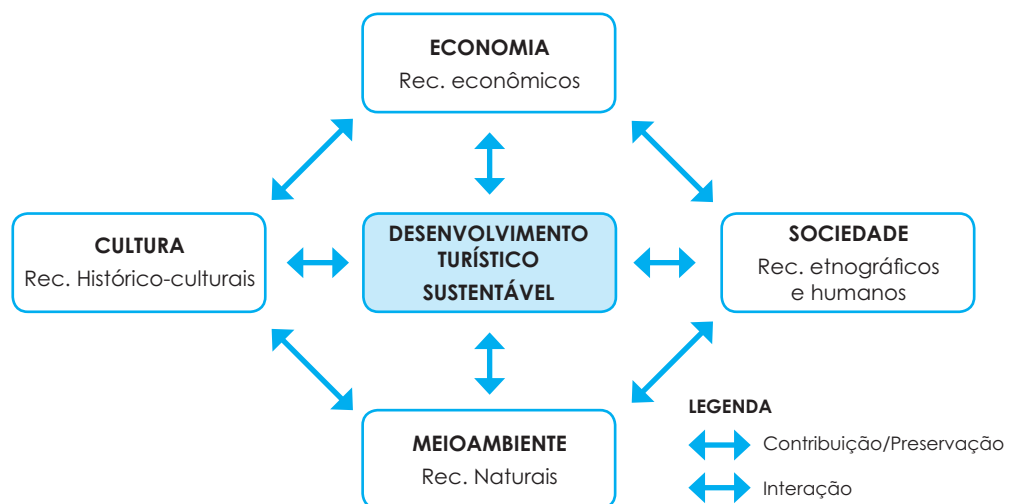 ECONOMIA
Rec. econômicos
CULTURA
Rec. Histórico-culturais
DESENVOLVIMENTO
TURÍSTICO
SUSTENTÁVEL
SOCIEDADE
Rec. etnográficos
e humanos
MEIOAMBIENTE
Rec. Naturais
LEGENDA
Contribuição/Preservação
Interação